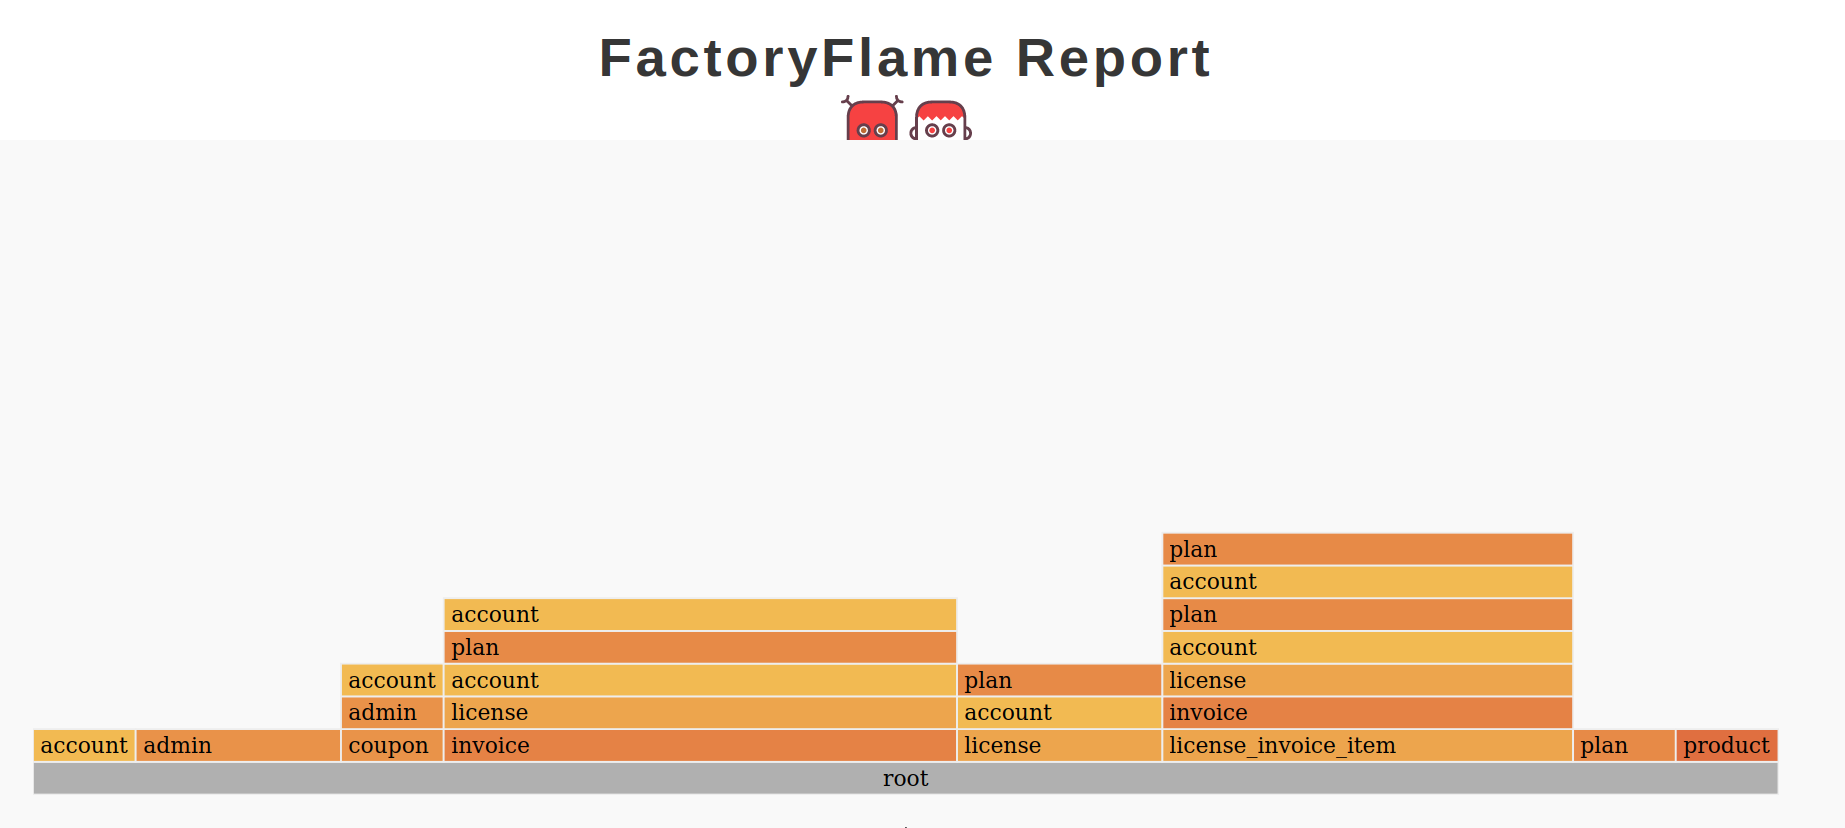 FactoryFlame Report
plan
account
account plan
plan account
account account plan license
admin license account invoice
account admin coupon invoice license license_invoice_item plan product
root